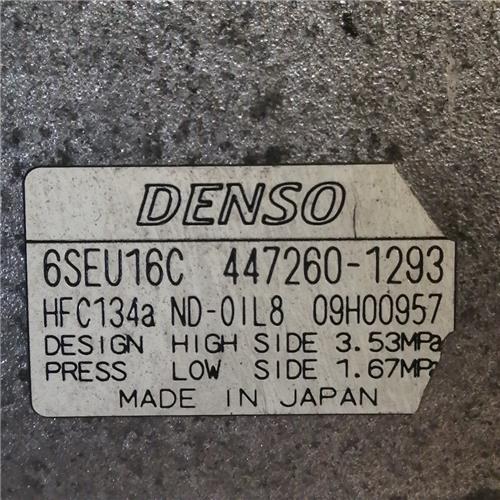 DENSO
6SEU16C 447260-1293
HFC134a ND-OIL8 09H00957
DESIGN HIGH SIDE 3.53MPa
PRESS LOW SIDE 1.67MPa
MADE IN JAPAN